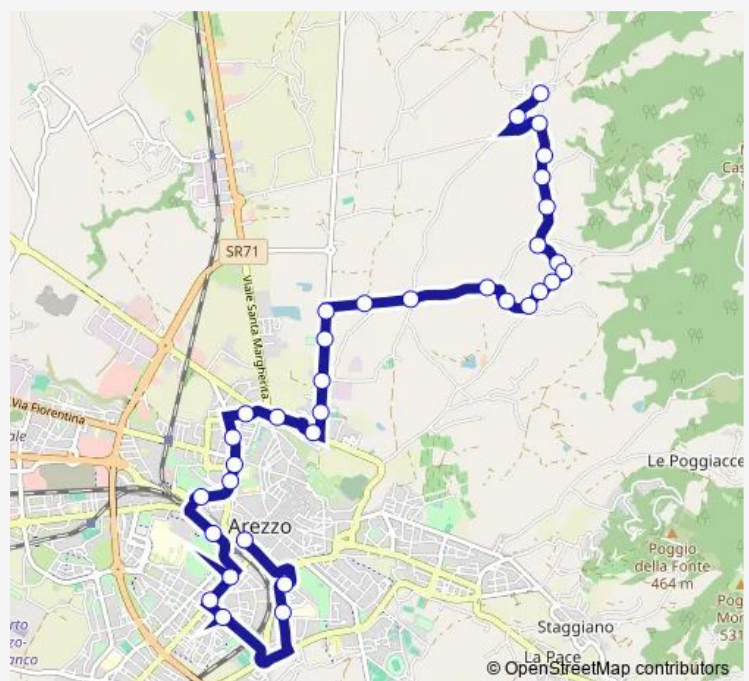 SR71
Viale Santa Margherita
Via Fiorentina
Le Poggiacce
Arezzo
Poggio
della Fonte
464 m
Staggiano
La Pace
© OpenStreetMap contributors